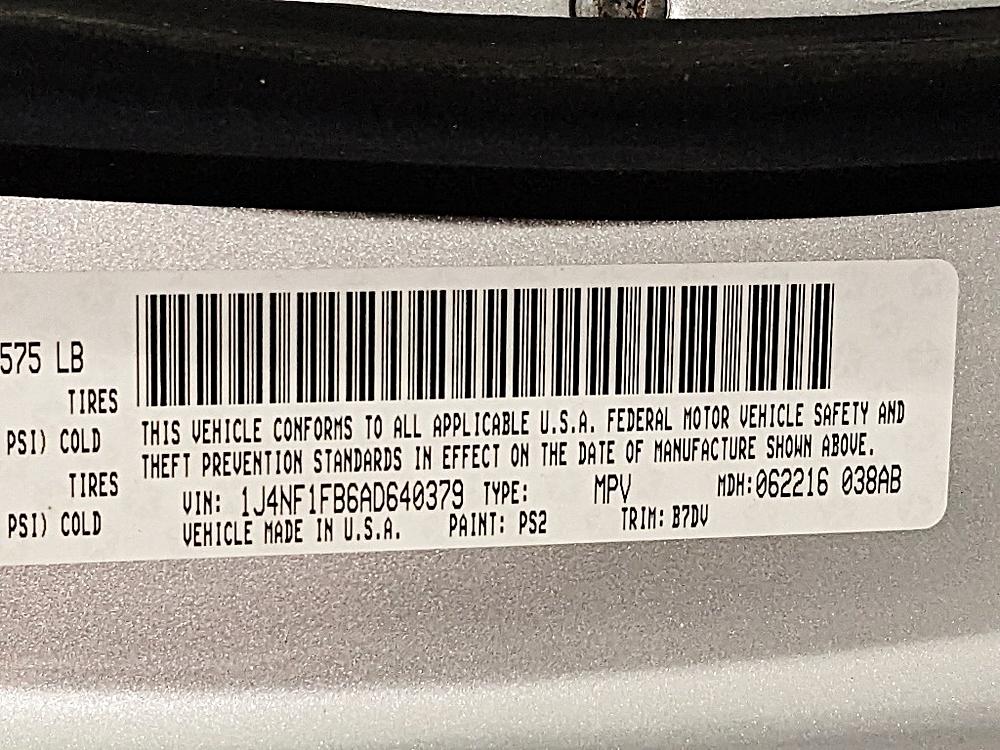 575 LB
TIRES
PSI) COLD
TIRES
PSI) COLD
THIS VEHICLE CONFORMS TO ALL APPLICABLE U.S.A. FEDERAL MOTOR VEHICLE SAFETY AND
THEFT PREVENTION STANDARDS IN EFFECT ON THE DATE OF MANUFACTURE SHOWN ABOVE.
VIN: 1J4NF1FB6AD640379 TYPE: MPV MDH:062216 038AB
VEHICLE MADE IN U.S.A. PAINT: PS2 TRIM: B7DV